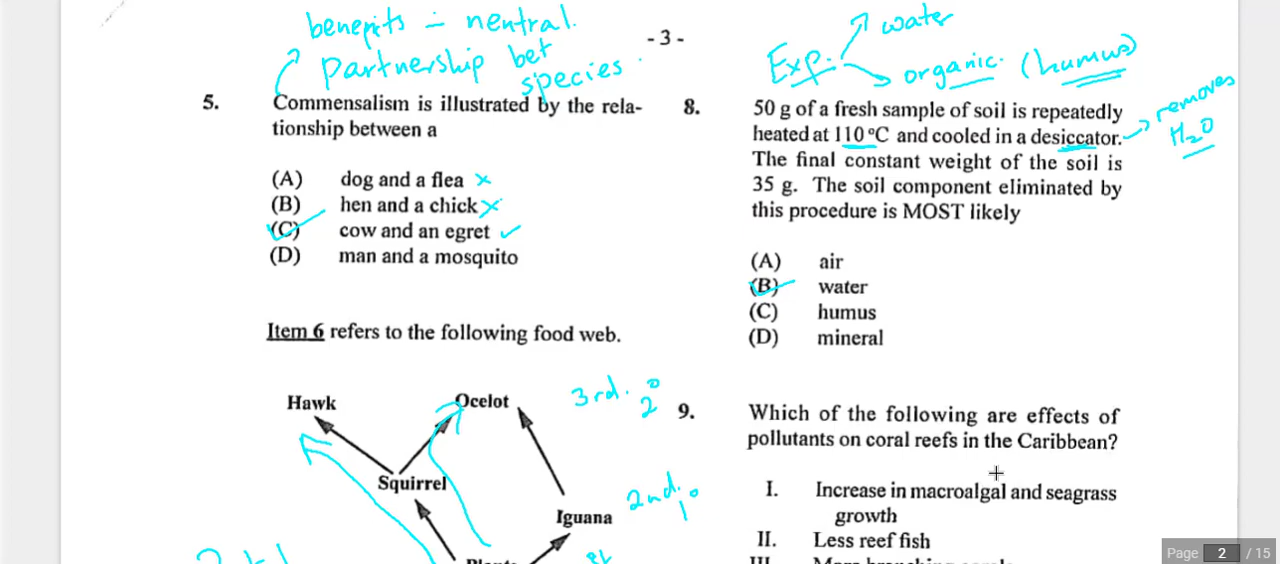 benefits - neutral.
partnership bet
species.
- 3 -
Exp.
water
organic. (humus)
removes
H₂O
5. Commensalism is illustrated by the rela-
tionship between a
(A) dog and a flea x
(B) hen and a chick x
(C) cow and an egret ✓
(D) man and a mosquito
Item 6 refers to the following food web.
Hawk
Ocelot
3rd. 2°
Squirrel
2nd. 1°
Iguana
8. 50 g of a fresh sample of soil is repeatedly
heated at 110 °C and cooled in a desiccator.
The final constant weight of the soil is
35 g. The soil component eliminated by
this procedure is MOST likely
(A) air
(B) water
(C) humus
(D) mineral
9. Which of the following are effects of
pollutants on coral reefs in the Caribbean?
I. Increase in macroalgal and seagrass
growth
II. Less reef fish
III.
Page 2 / 15